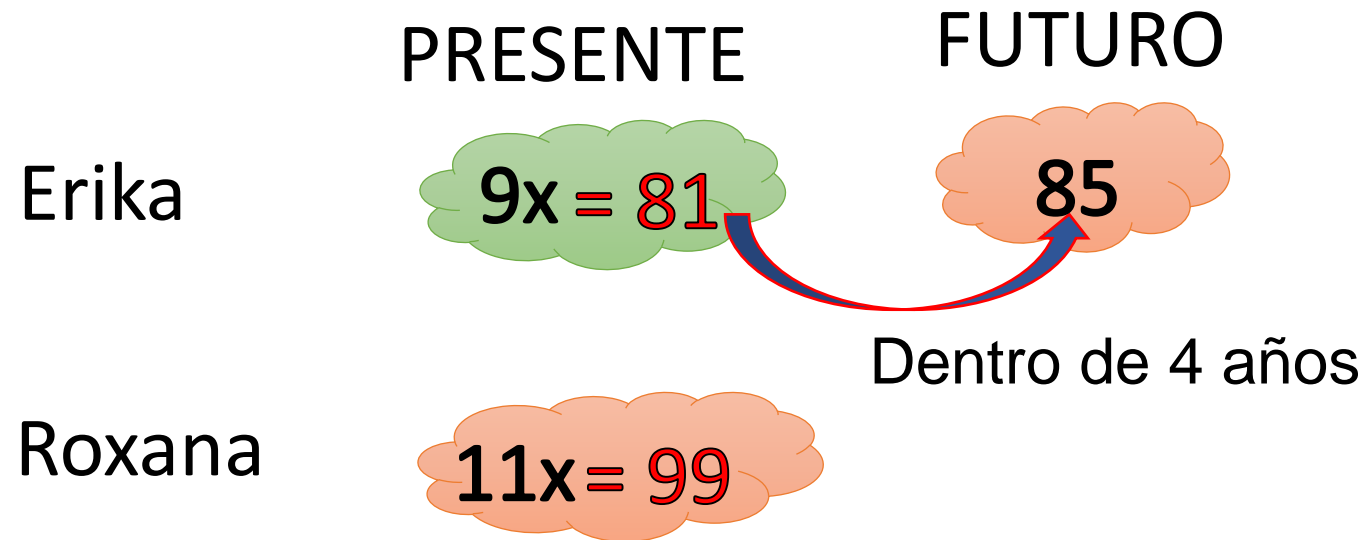 PRESENTE FUTURO
Erika 9x = 81 85
Dentro de 4 años
Roxana 11x = 99